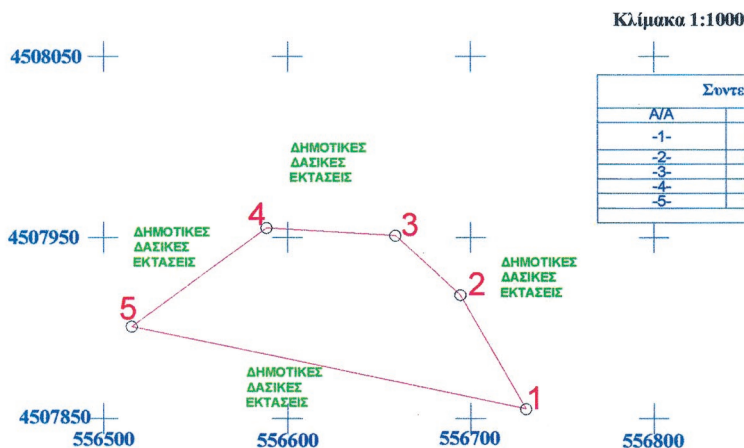 Κλίμακα 1:1000
4508050
Συντε
Α/Α
-1-
-2-
-3-
-4-
-5-
ΔΗΜΟΤΙΚΕΣ
ΔΑΣΙΚΕΣ
ΕΚΤΑΣΕΙΣ
4
3
4507950
ΔΗΜΟΤΙΚΕΣ
ΔΑΣΙΚΕΣ
ΕΚΤΑΣΕΙΣ
ΔΗΜΟΤΙΚΕΣ
ΔΑΣΙΚΕΣ
ΕΚΤΑΣΕΙΣ
2
5
ΔΗΜΟΤΙΚΕΣ
ΔΑΣΙΚΕΣ
ΕΚΤΑΣΕΙΣ
1
4507850
556500
556600
556700
556800